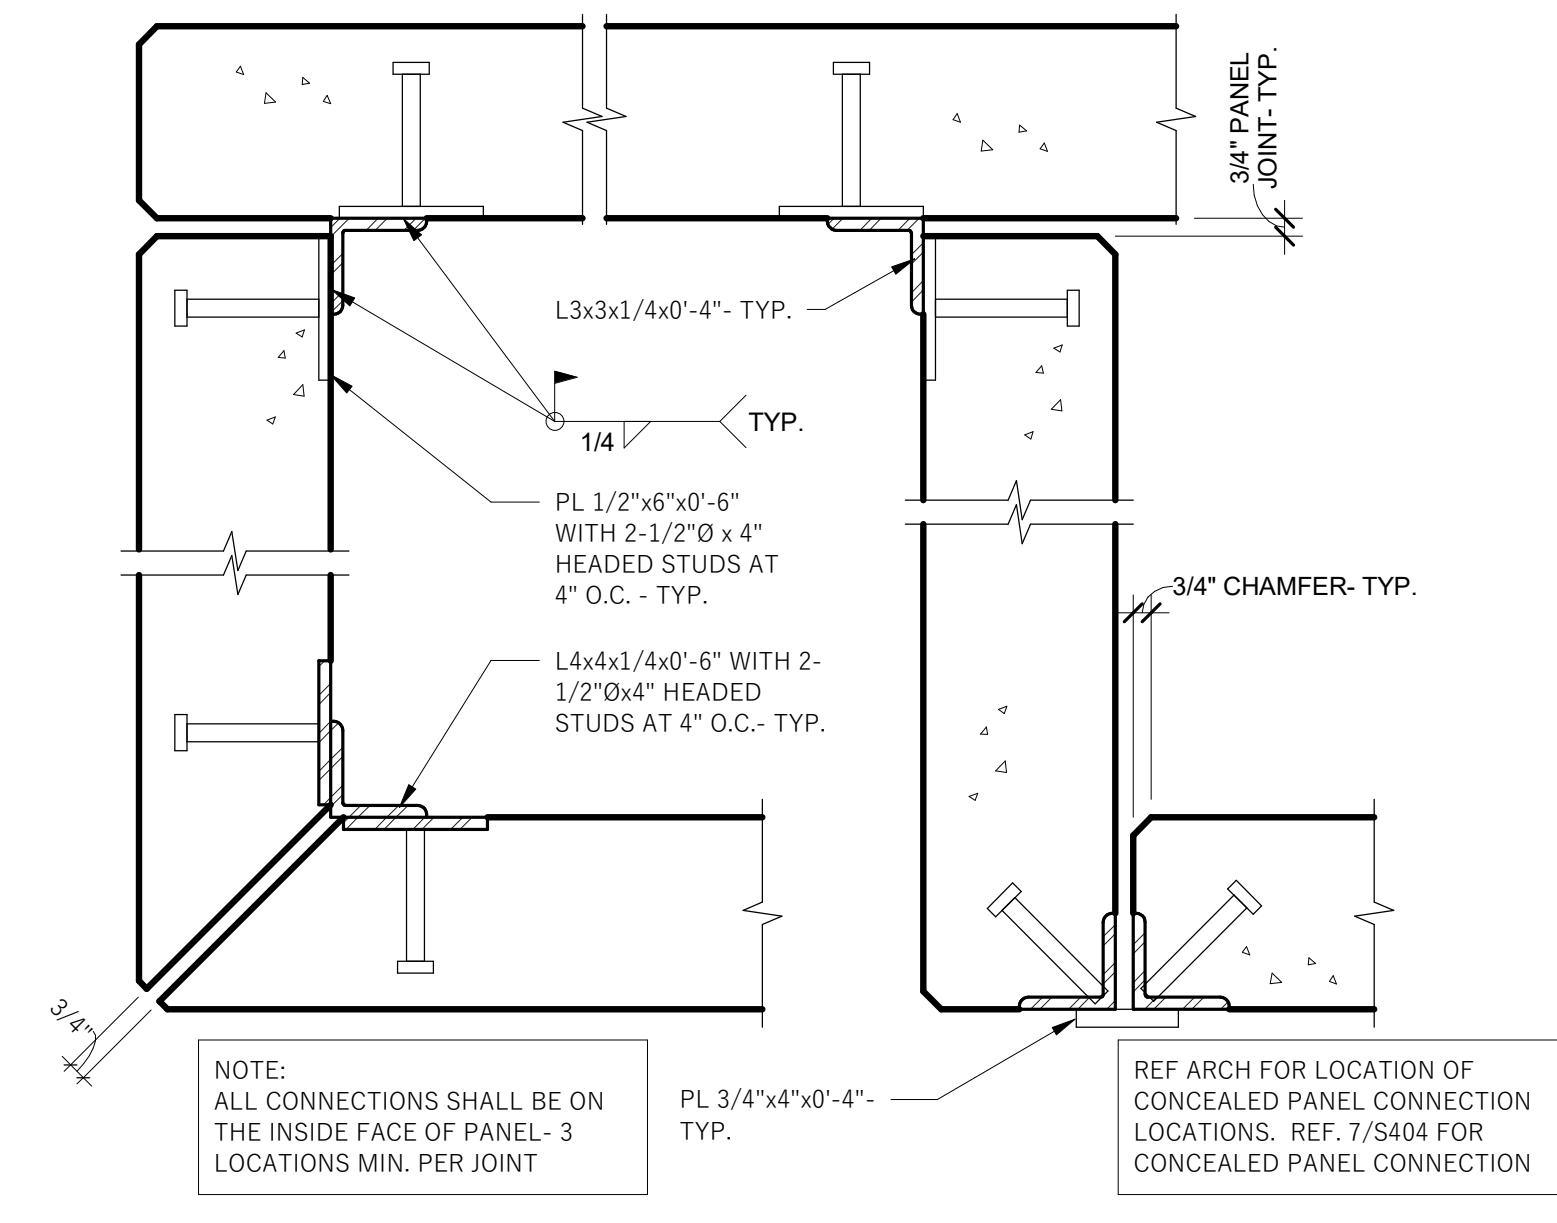 3/4" PANEL
JOINT- TYP.
L3x3x1/4x0'-4"- TYP.
1/4
TYP.
PL 1/2"x6"x0'-6"
WITH 2-1/2"Ø x 4"
HEADED STUDS AT
4" O.C. - TYP.
3/4" CHAMFER- TYP.
L4x4x1/4x0'-6" WITH 2-
1/2"Øx4" HEADED
STUDS AT 4" O.C.- TYP.
3/4"
NOTE:
ALL CONNECTIONS SHALL BE ON
THE INSIDE FACE OF PANEL- 3
LOCATIONS MIN. PER JOINT
PL 3/4"x4"x0'-4"-
TYP.
REF ARCH FOR LOCATION OF
CONCEALED PANEL CONNECTION
LOCATIONS.  REF. 7/S404 FOR
CONCEALED PANEL CONNECTION